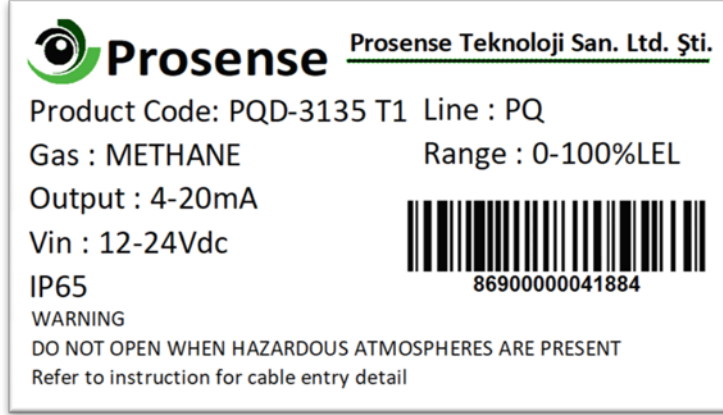 Prosense Prosense Teknoloji San. Ltd. Şti.
Product Code: PQD-3135 T1 Line : PQ
Gas : METHANE Range : 0-100%LEL
Output : 4-20mA
Vin : 12-24Vdc
86900000041884
IP65
WARNING
DO NOT OPEN WHEN HAZARDOUS ATMOSPHERES ARE PRESENT
Refer to instruction for cable entry detail